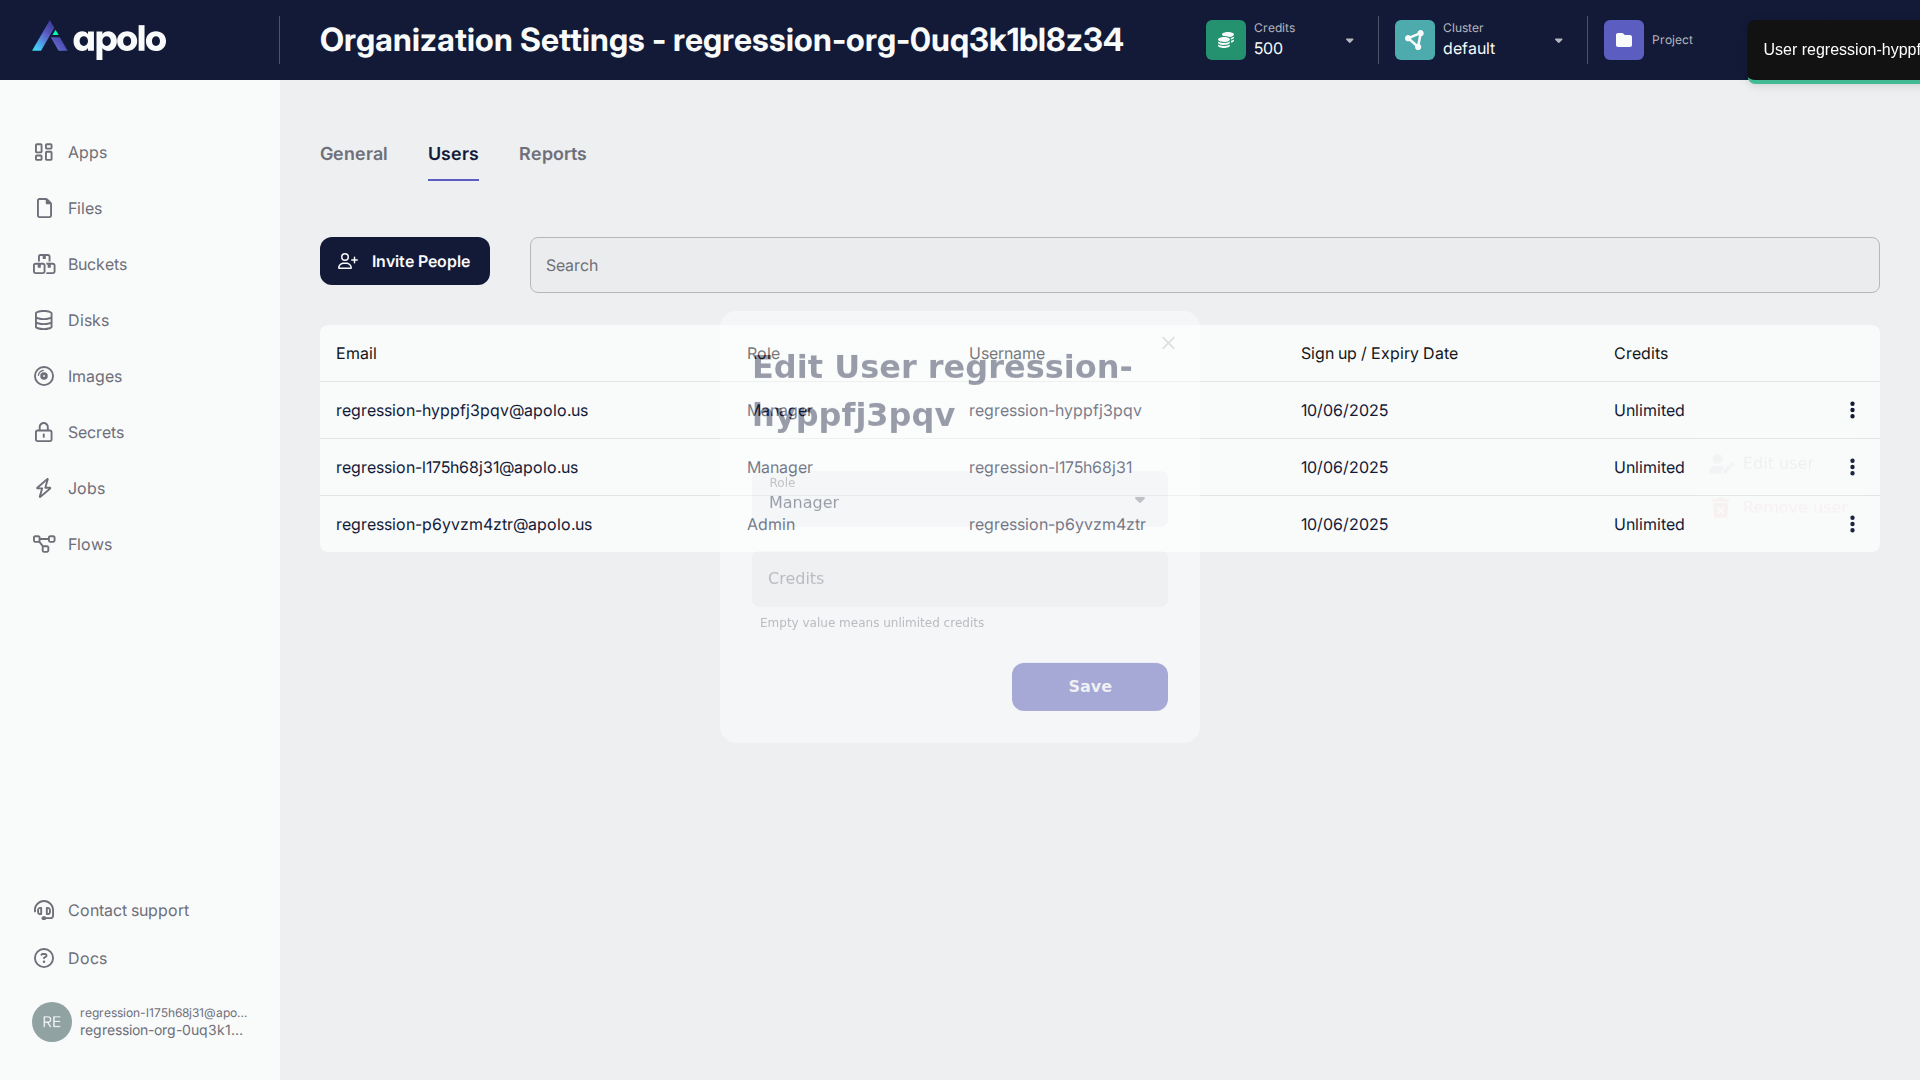 apolo
Organization Settings - regression-org-0uq3k1bl8z34
Credits
500
Cluster
default
Project
User regression-hyppf
Apps
Files
Buckets
Disks
Images
Secrets
Jobs
Flows
General
Users
Reports
Invite People
Search
Email
Role
Username
Sign up / Expiry Date
Credits
regression-hyppfj3pqv@apolo.us
Manager
regression-hyppfj3pqv
10/06/2025
Unlimited
regression-l175h68j31@apolo.us
Manager
regression-l175h68j31
10/06/2025
Unlimited
regression-p6yvzm4ztr@apolo.us
Admin
regression-p6yvzm4ztr
10/06/2025
Unlimited
Edit user
Remove user
Edit User regression-
hyppfj3pqv
Role
Manager
Credits
Empty value means unlimited credits
Save
Contact support
Docs
RE
regression-l175h68j31@apo...
regression-org-0uq3k1...